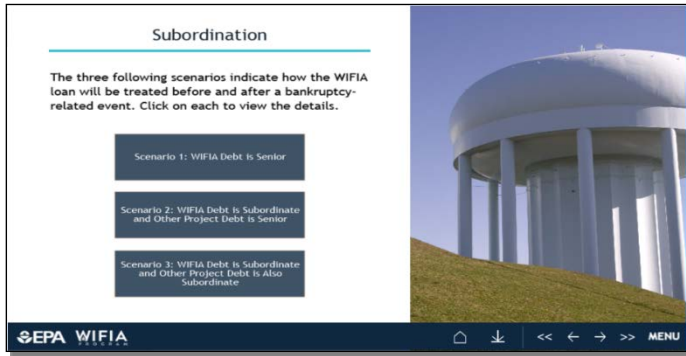 Subordination
The three following scenarios indicate how the WIFIA
loan will be treated before and after a bankruptcy-
related event. Click on each to view the details.
Scenario 1: WIFIA Debt is Senior
Scenario 2: WIFIA Debt is Subordinate
and Other Project Debt is Senior
Scenario 3: WIFIA Debt is Subordinate
and Other Project Debt is Also
Subordinate
EPA WIFIA
PROGRAM
<< ← → >> MENU